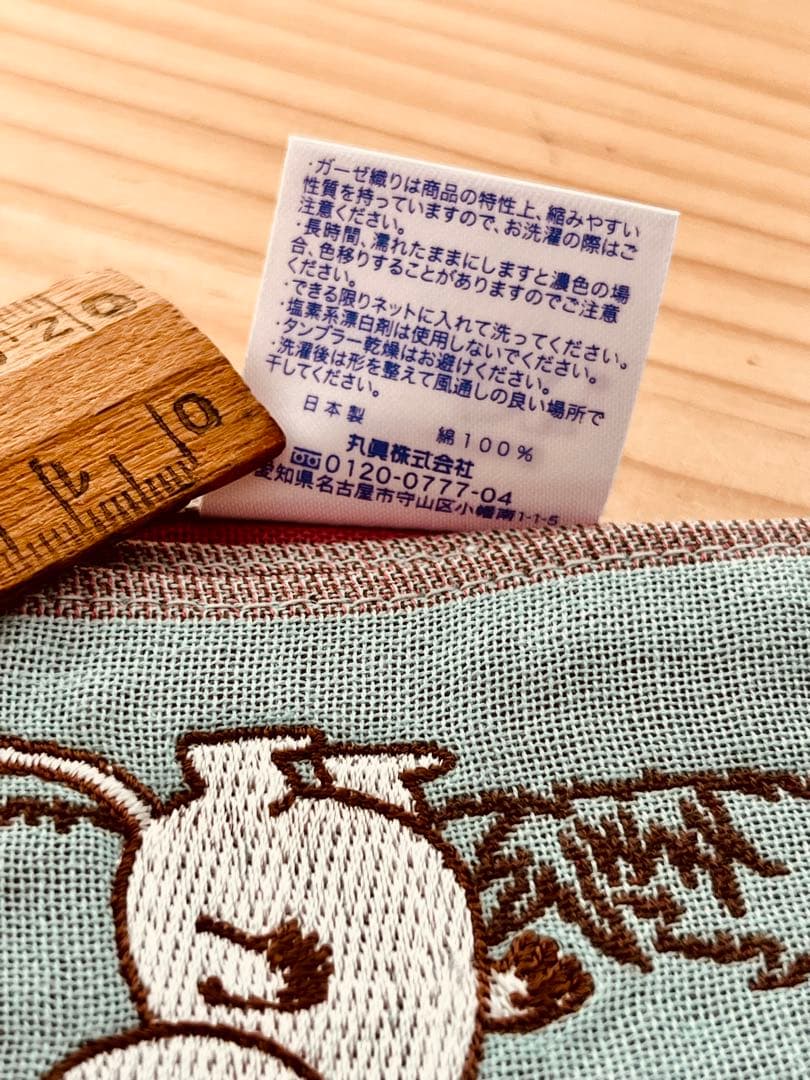 ・ガーゼ織りは商品の特性上、縮みやすい
性質を持っていますので、お洗濯の際はご
注意ください。
・長時間、濡れたままにしますと濃色の場
合、色移りすることがありますのでご注意
ください。
・できる限りネットに入れて洗ってください。
・塩素系漂白剤は使用しないでください。
・タンブラー乾燥はお避けください。
・洗濯後は形を整えて風通しの良い場所で
干してください。
日本製 綿100%
丸眞株式会社
0120-0777-04
愛知県名古屋市守山区小幡南1-1-5